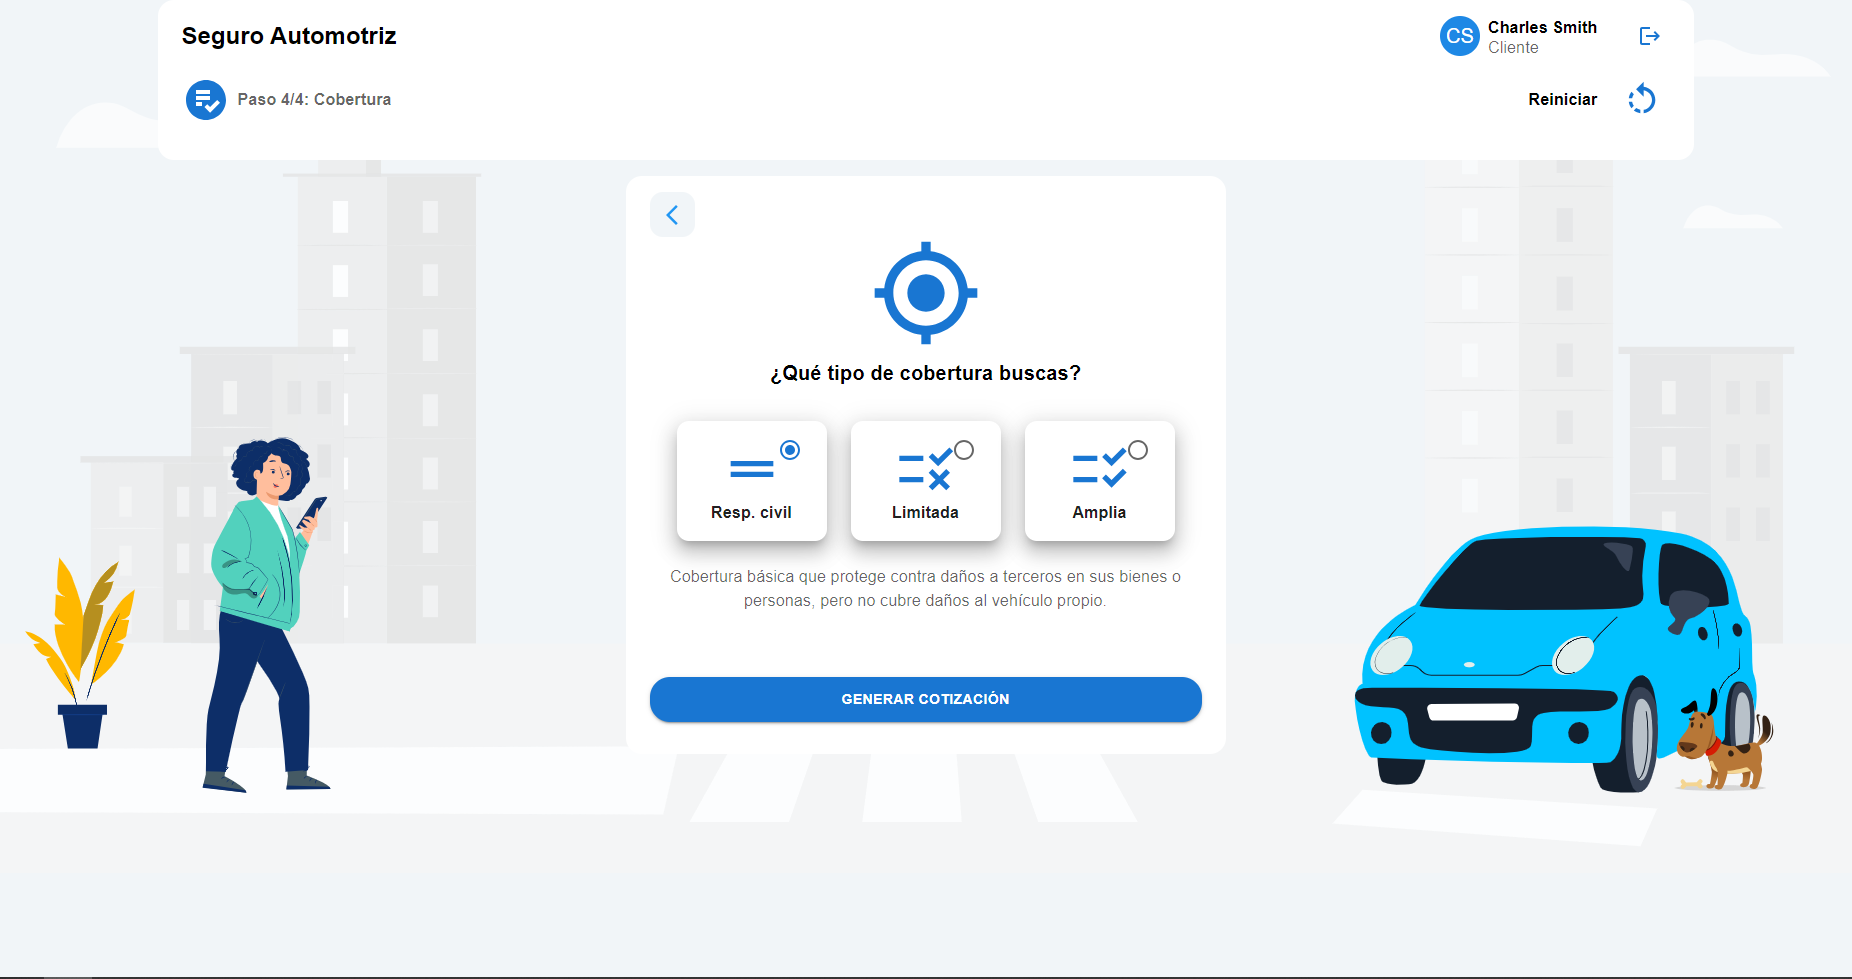 Seguro Automotriz
CS
Charles Smith
Cliente
Paso 4/4: Cobertura
Reiniciar
¿Qué tipo de cobertura buscas?
Resp. civil
Limitada
Amplia
Cobertura básica que protege contra daños a terceros en sus bienes o
personas, pero no cubre daños al vehículo propio.
GENERAR COTIZACIÓN